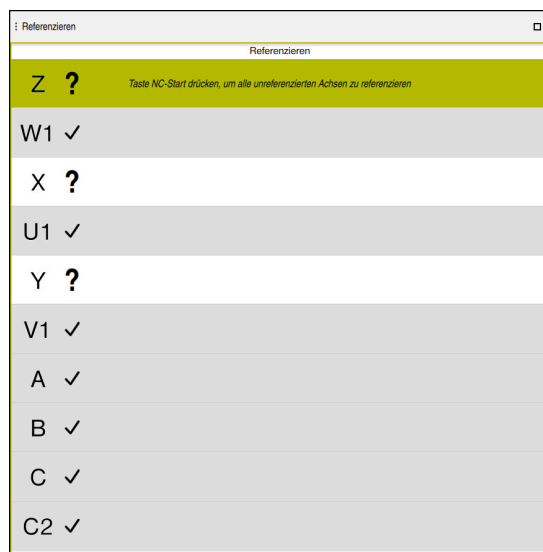 Referenzieren
Referenzieren
Z ? Taste NC-Start drücken, um alle unreferenzierten Achsen zu referenzieren
W1 ✓
X ?
U1 ✓
Y ?
V1 ✓
A ✓
B ✓
C ✓
C2 ✓